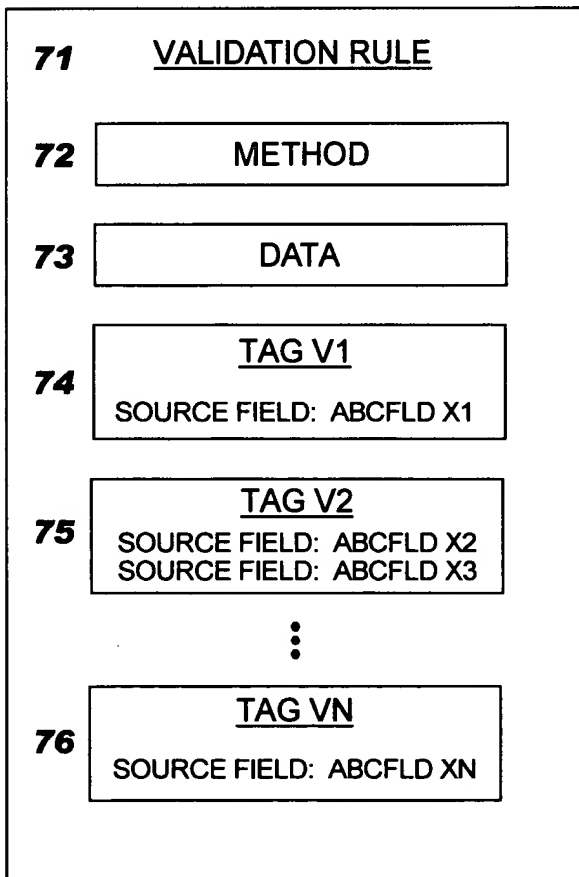 71 VALIDATION RULE
72 METHOD
73 DATA
74 TAG V1
SOURCE FIELD: ABCFLD X1
75 TAG V2
SOURCE FIELD: ABCFLD X2
SOURCE FIELD: ABCFLD X3
76 TAG VN
SOURCE FIELD: ABCFLD XN